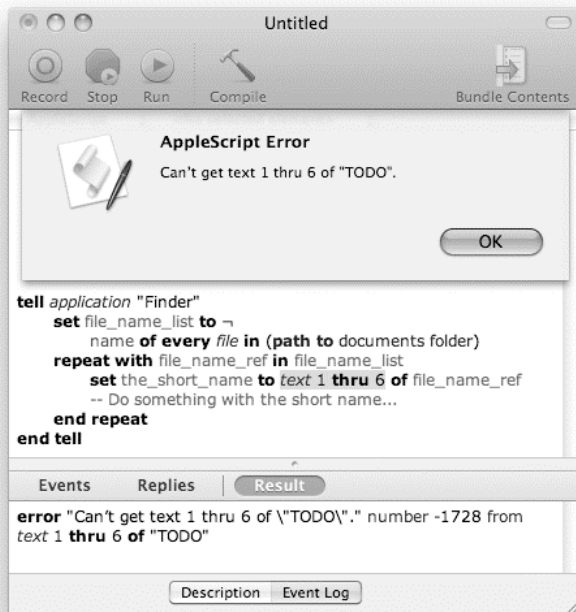 Untitled
Record Stop Run Compile Bundle Contents
AppleScript Error
Can't get text 1 thru 6 of "TODO".
OK
tell application "Finder"
set file_name_list to ¬
name of every file in (path to documents folder)
repeat with file_name_ref in file_name_list
set the_short_name to text 1 thru 6 of file_name_ref
-- Do something with the short name...
end repeat
end tell
Events Replies Result
error "Can't get text 1 thru 6 of \"TODO\"." number -1728 from
text 1 thru 6 of "TODO"
Description Event Log